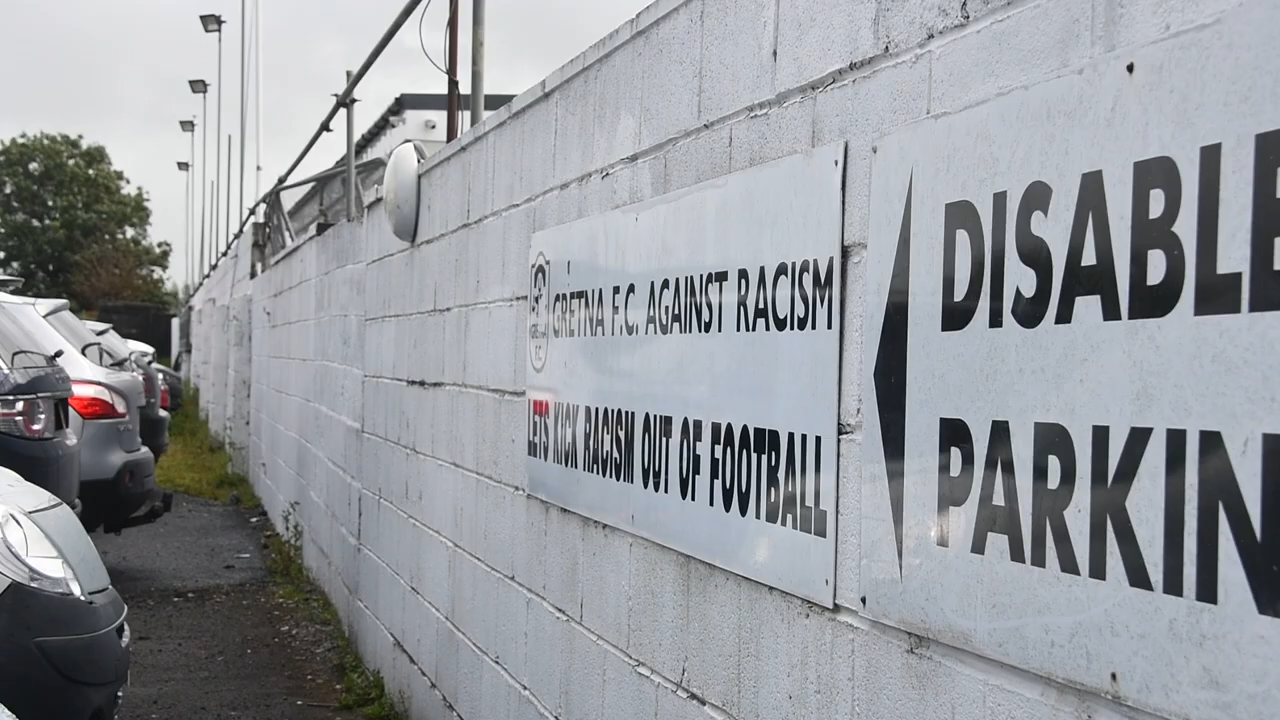 GRETNA F.C. AGAINST RACISM
LETS KICK RACISM OUT OF FOOTBALL
F.C.
DISABLE
PARKIN